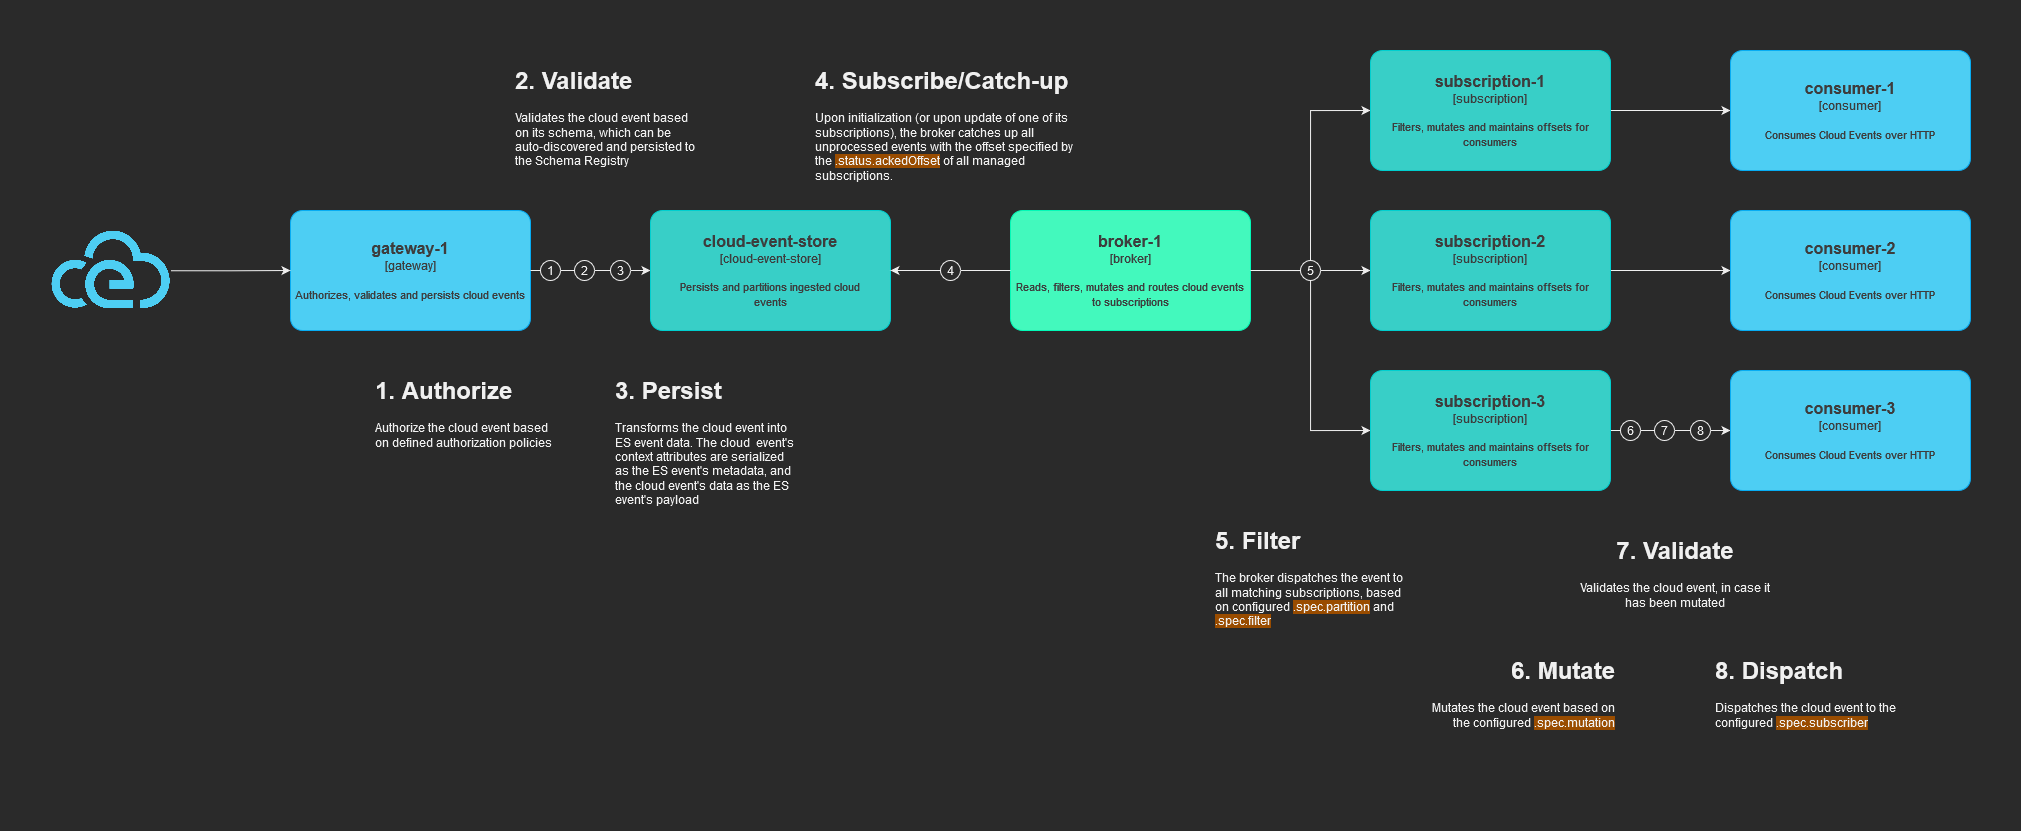 2. Validate
Validates the cloud event based
on its schema, which can be
auto-discovered and persisted to
the Schema Registry
4. Subscribe/Catch-up
Upon initialization (or upon update of one of its
subscriptions), the broker catches up all
unprocessed events with the offset specified by
the .status.ackedOffset of all managed
subscriptions.
gateway-1
[gateway]
Authorizes, validates and persists cloud events
1
2
3
cloud-event-store
[cloud-event-store]
Persists and partitions ingested cloud
events
4
broker-1
[broker]
Reads, filters, mutates and routes cloud events
to subscriptions
5
subscription-1
[subscription]
Filters, mutates and maintains offsets for
consumers
consumer-1
[consumer]
Consumes Cloud Events over HTTP
subscription-2
[subscription]
Filters, mutates and maintains offsets for
consumers
consumer-2
[consumer]
Consumes Cloud Events over HTTP
subscription-3
[subscription]
Filters, mutates and maintains offsets for
consumers
6
7
8
consumer-3
[consumer]
Consumes Cloud Events over HTTP
1. Authorize
Authorize the cloud event based
on defined authorization policies
3. Persist
Transforms the cloud event into
ES event data. The cloud  event's
context attributes are serialized
as the ES event's metadata, and
the cloud event's data as the ES
event's payload
5. Filter
The broker dispatches the event to
all matching subscriptions, based
on configured .spec.partition and
.spec.filter
7. Validate
Validates the cloud event, in case it
has been mutated
6. Mutate
Mutates the cloud event based on
the configured .spec.mutation
8. Dispatch
Dispatches the cloud event to the
configured .spec.subscriber